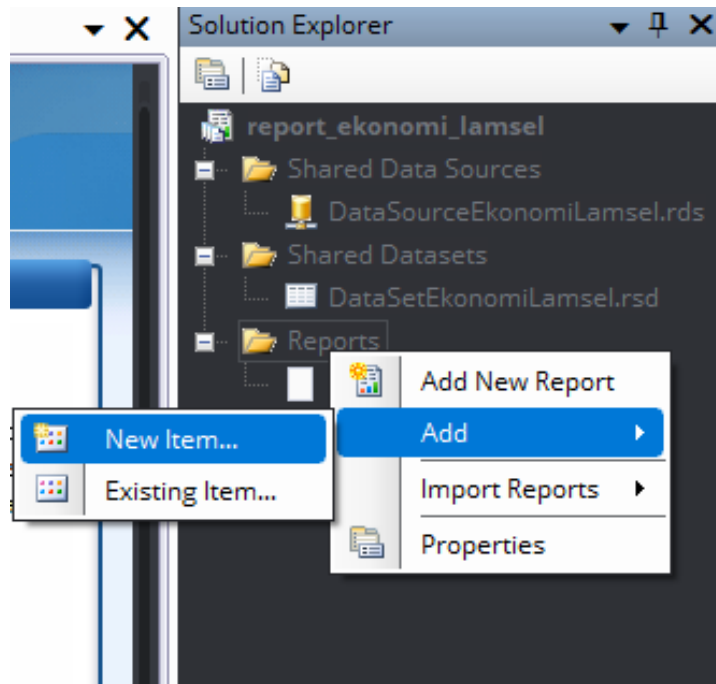 Solution Explorer
report_ekonomi_lamsel
Shared Data Sources
DataSourceEkonomiLamsel.rds
Shared Datasets
DataSetEkonomiLamsel.rsd
Reports
Add New Report
Add
Import Reports
Properties
New Item...
Existing Item...